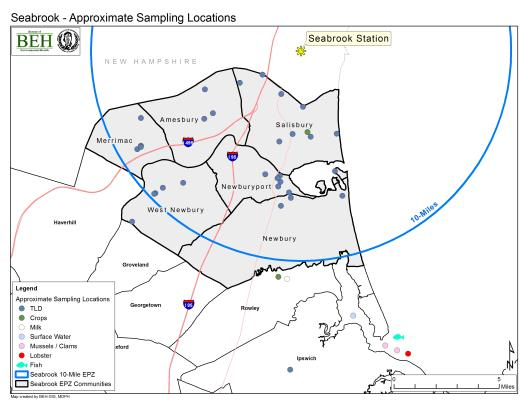 Seabrook - Approximate Sampling Locations
BEH
Seabrook Station
NEW HAMPSHIRE
Amesbury
Salisbury
Merrimac
495
95
Newburyport
West Newbury
Haverhill
10-Miles
Newbury
Groveland
Georgetown
95
Rowley
Ipswich
Legend
Approximate Sampling Locations
TLD
Crops
Milk
Surface Water
Mussels / Clams
Lobster
Fish
Seabrook 10-Mile EPZ
Seabrook EPZ Communities
0 5
Miles
N